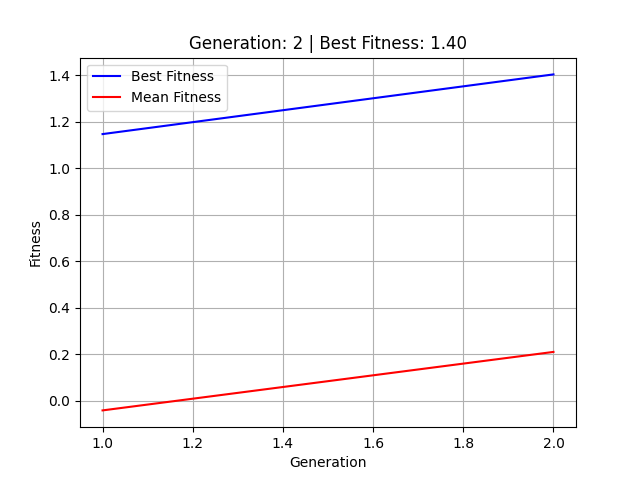 Generation: 2 | Best Fitness: 1.40
Best Fitness
Mean Fitness
Fitness
1.4
1.2
1.0
0.8
0.6
0.4
0.2
0.0
1.0 1.2 1.4 1.6 1.8 2.0
Generation